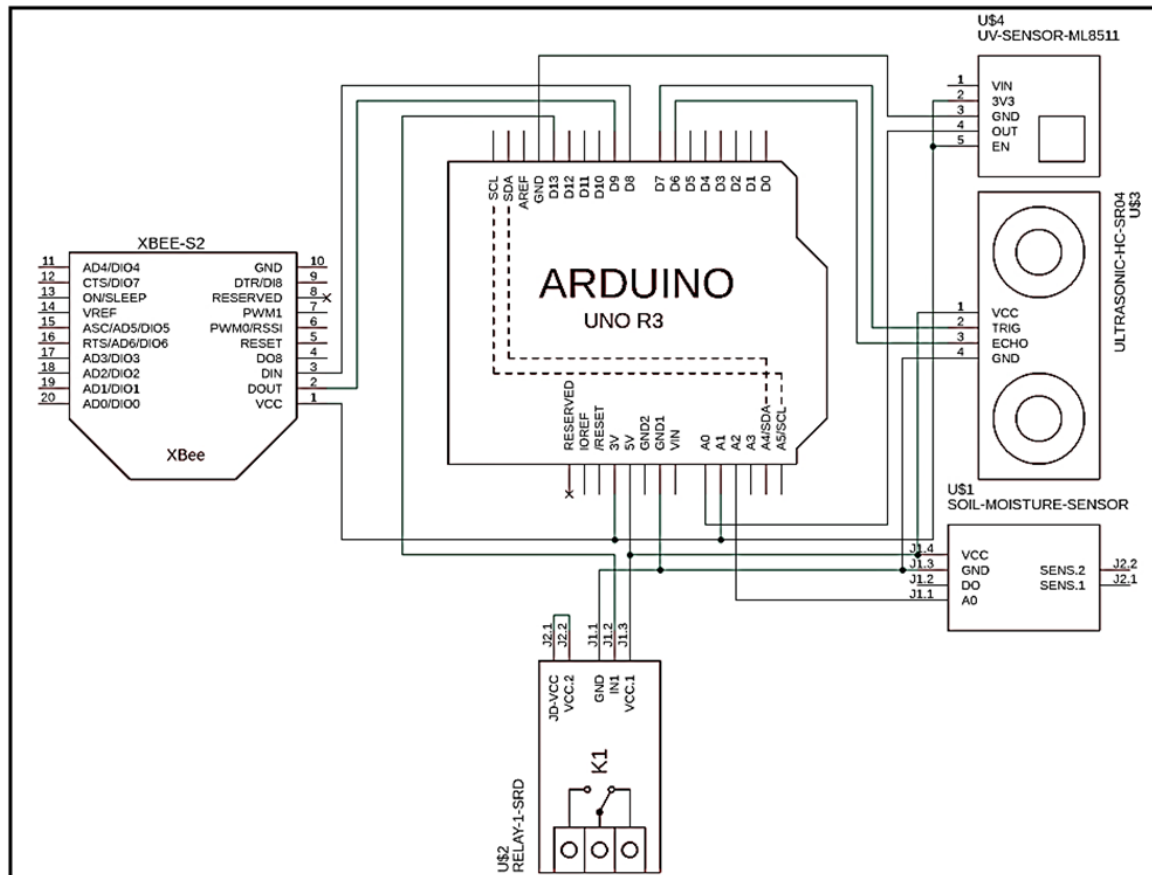 U$4
UV-SENSOR-ML8511
1 VIN
2 3V3
3 GND
4 OUT
5 EN
SCL
SDA
AREF
GND
D13
D12
D11
D10
D9
D8
D7
D6
D5
D4
D3
D2
D1
D0
ARDUINO
UNO R3
RESERVED
IOREF
/RESET
3V
5V
GND2
GND1
VIN
A0
A1
A2
A3
A4/SDA
A5/SCL
XBEE-S2
11 AD4/DIO4 GND 10
12 CTS/DIO7 DTR/DI8 9
13 ON/SLEEP RESERVED 8
14 VREF PWM1 7
15 ASC/AD5/DIO5 PWM0/RSSI 6
16 RTS/AD6/DIO6 RESET 5
17 AD3/DIO3 DO8 4
18 AD2/DIO2 DIN 3
19 AD1/DIO1 DOUT 2
20 AD0/DIO0 VCC 1
XBee
U$3
ULTRASONIC-HC-SR04
1 VCC
2 TRIG
3 ECHO
4 GND
U$1
SOIL-MOISTURE-SENSOR
J1.4 VCC
J1.3 GND SENS.2 J2.2
J1.2 DO SENS.1 J2.1
J1.1 A0
J2.1 JD-VCC
J2.2 VCC.2
J1.1 GND
J1.2 IN1
J1.3 VCC.1
K1
U$2
RELAY-1-SRD